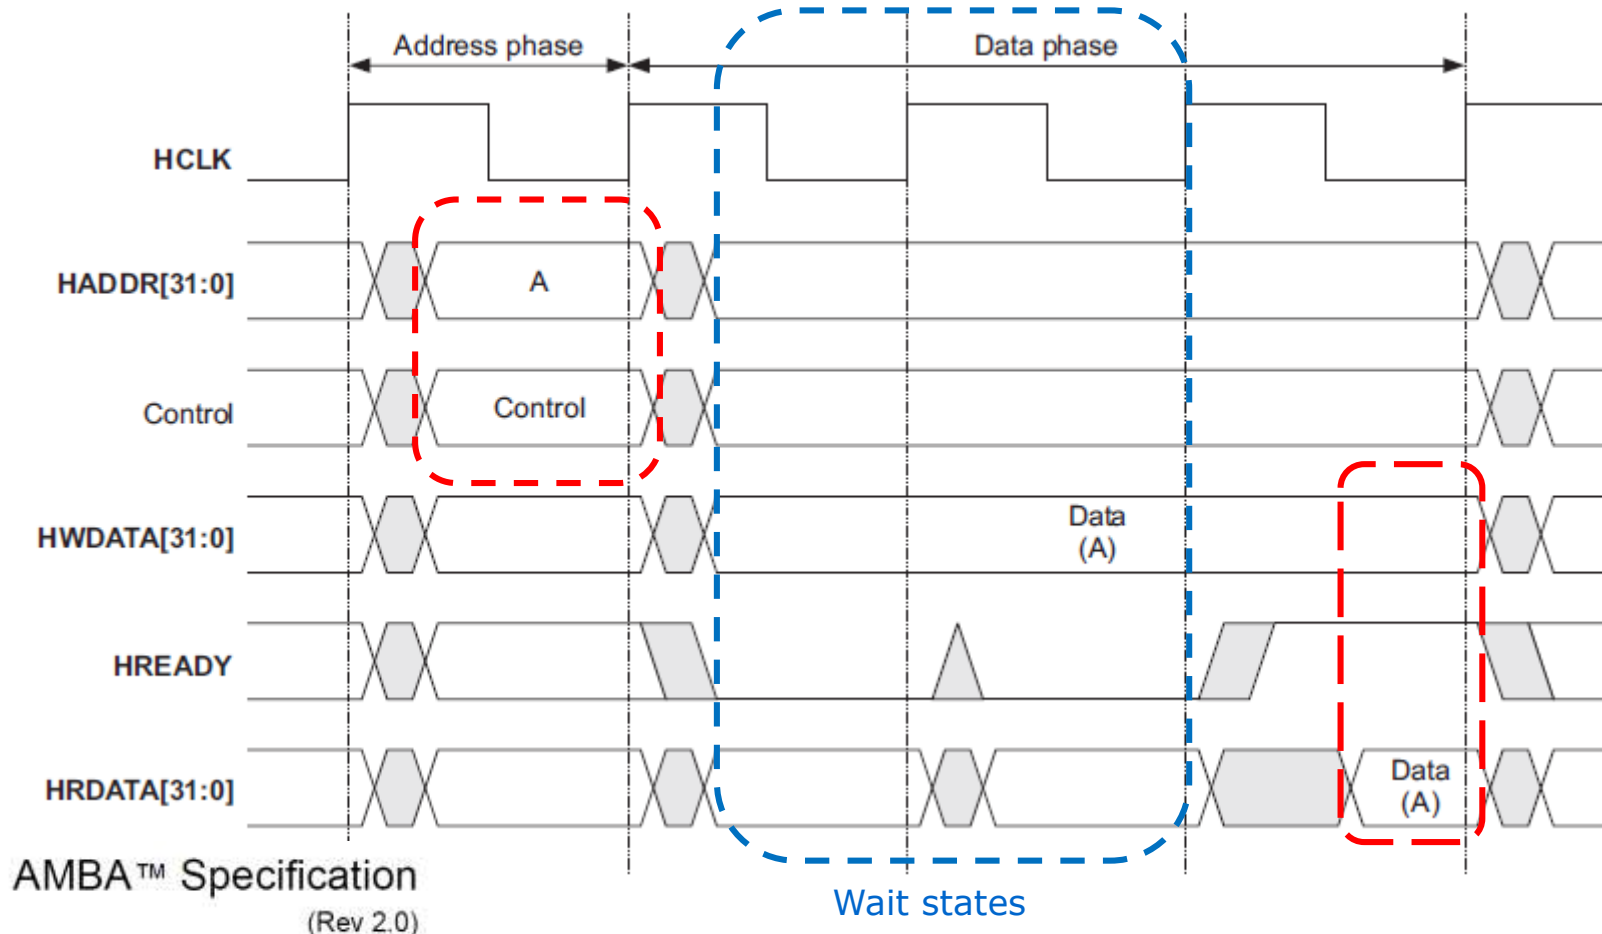 Address phase
Data phase
HCLK
HADDR[31:0]
A
Control
Control
HWDATA[31:0]
Data
(A)
HREADY
HRDATA[31:0]
Data
(A)
AMBA™ Specification
(Rev 2.0)
Wait states